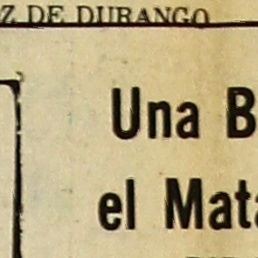 Z DE DURANGO
Una B
el Mata